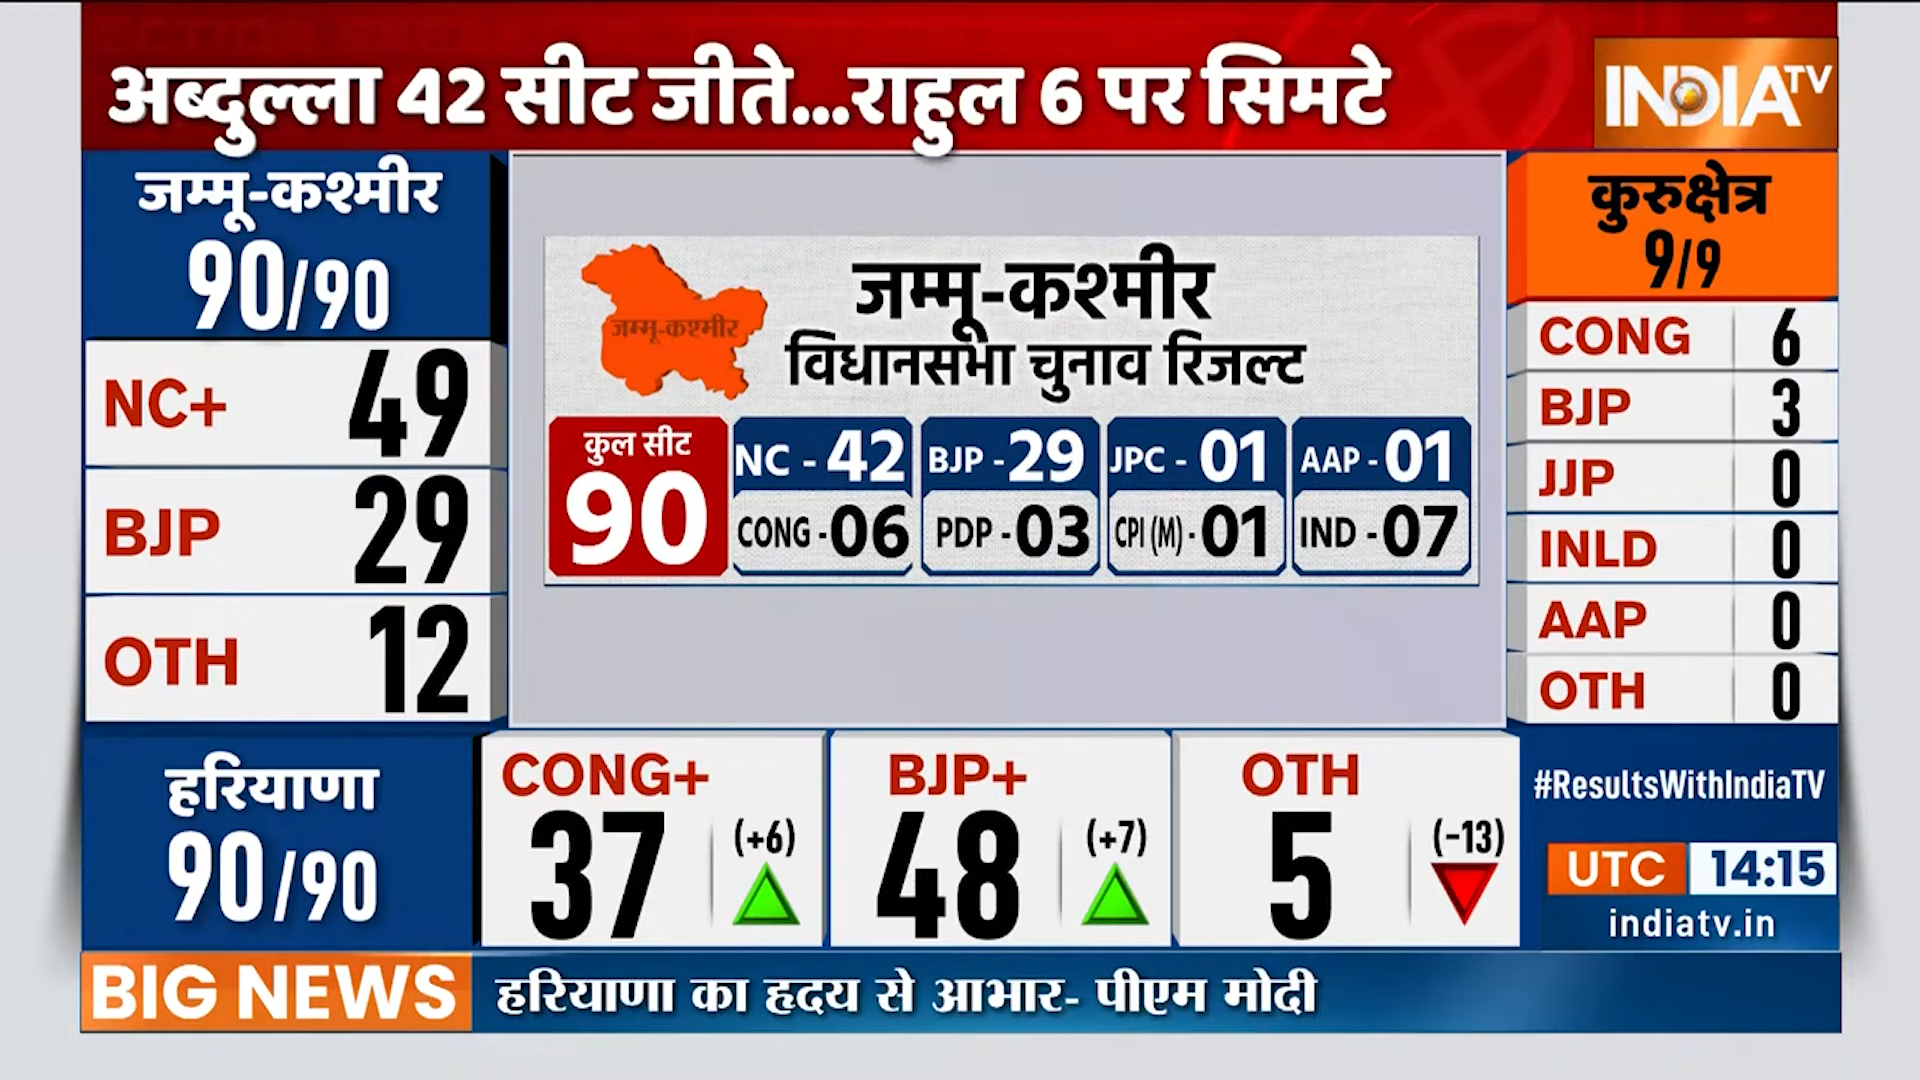 अब्दुल्ला 42 सीट जीते...राहुल 6 पर सिमटे
INDIA TV
जम्मू-कश्मीर
90/90
NC+ 49
BJP 29
OTH 12
जम्मू-कश्मीर
जम्मू-कश्मीर
विधानसभा चुनाव रिजल्ट
कुल सीट
90
NC - 42
BJP - 29
JPC - 01
AAP - 01
CONG - 06
PDP - 03
CPI (M) - 01
IND - 07
कुरुक्षेत्र
9/9
CONG 6
BJP 3
JJP 0
INLD 0
AAP 0
OTH 0
हरियाणा
90/90
CONG+
37 (+6)
BJP+
48 (+7)
OTH
5 (-13)
#ResultsWithIndiaTV
UTC 14:15
indiatv.in
BIG NEWS
हरियाणा का हृदय से आभार- पीएम मोदी